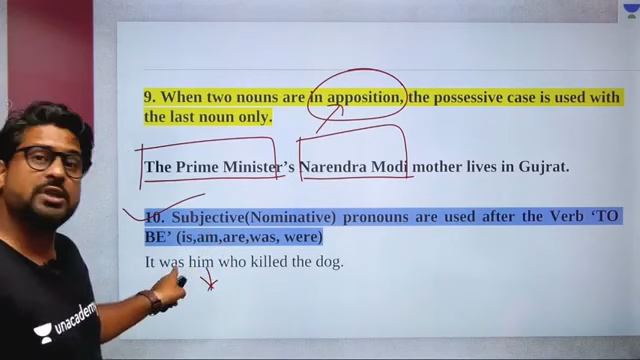 9. When two nouns are in apposition, the possessive case is used with
the last noun only.
The Prime Minister's Narendra Modi mother lives in Gujrat.
10. Subjective(Nominative) pronouns are used after the Verb ‘TO
BE’ (is,am,are,was, were)
It was him who killed the dog.
unacademy